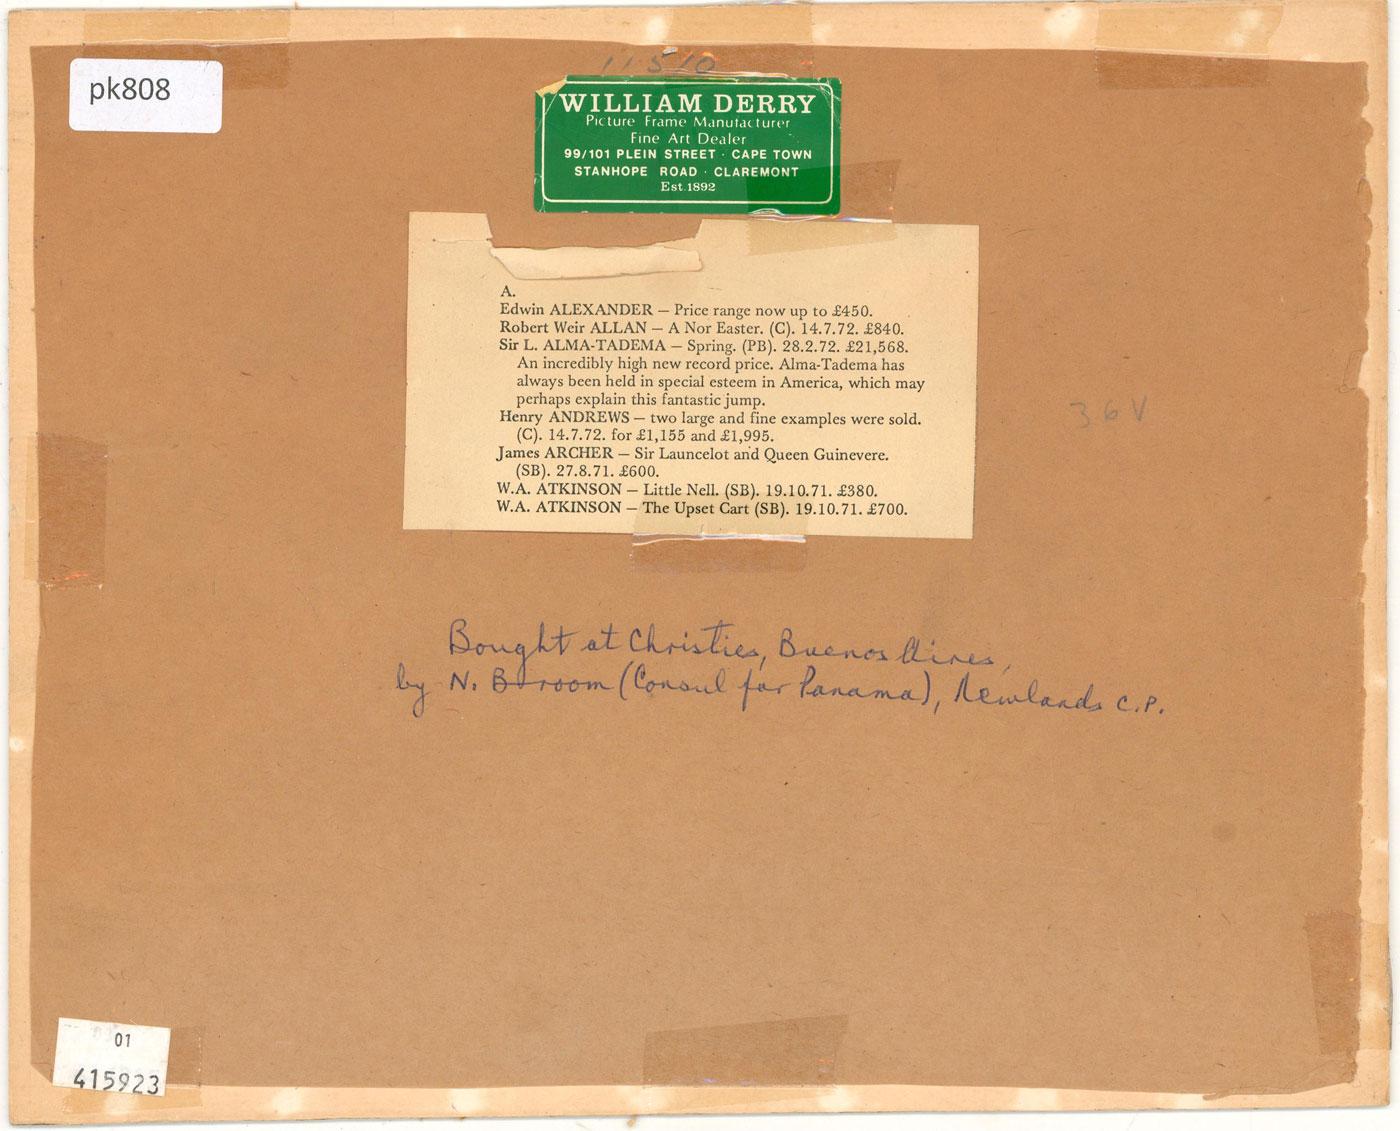 pk808
11510
WILLIAM DERRY
Picture Frame Manufacturer
Fine Art Dealer
99/101 PLEIN STREET · CAPE TOWN
STANHOPE ROAD · CLAREMONT
Est.1892
A.
Edwin ALEXANDER — Price range now up to £450.
Robert Weir ALLAN — A Nor Easter. (C). 14.7.72. £840.
Sir L. ALMA-TADEMA — Spring. (PB). 28.2.72. £21,568.
An incredibly high new record price. Alma-Tadema has
always been held in special esteem in America, which may
perhaps explain this fantastic jump.
Henry ANDREWS — two large and fine examples were sold.
(C). 14.7.72. for £1,155 and £1,995.
James ARCHER — Sir Launcelot and Queen Guinevere.
(SB). 27.8.71. £600.
W.A. ATKINSON — Little Nell. (SB). 19.10.71. £380.
W.A. ATKINSON — The Upset Cart (SB). 19.10.71. £700.
36V
Bought at Christies, Buenos Aires,
by N. Broom (Consul for Panama), Newlands C.P.
01
415923